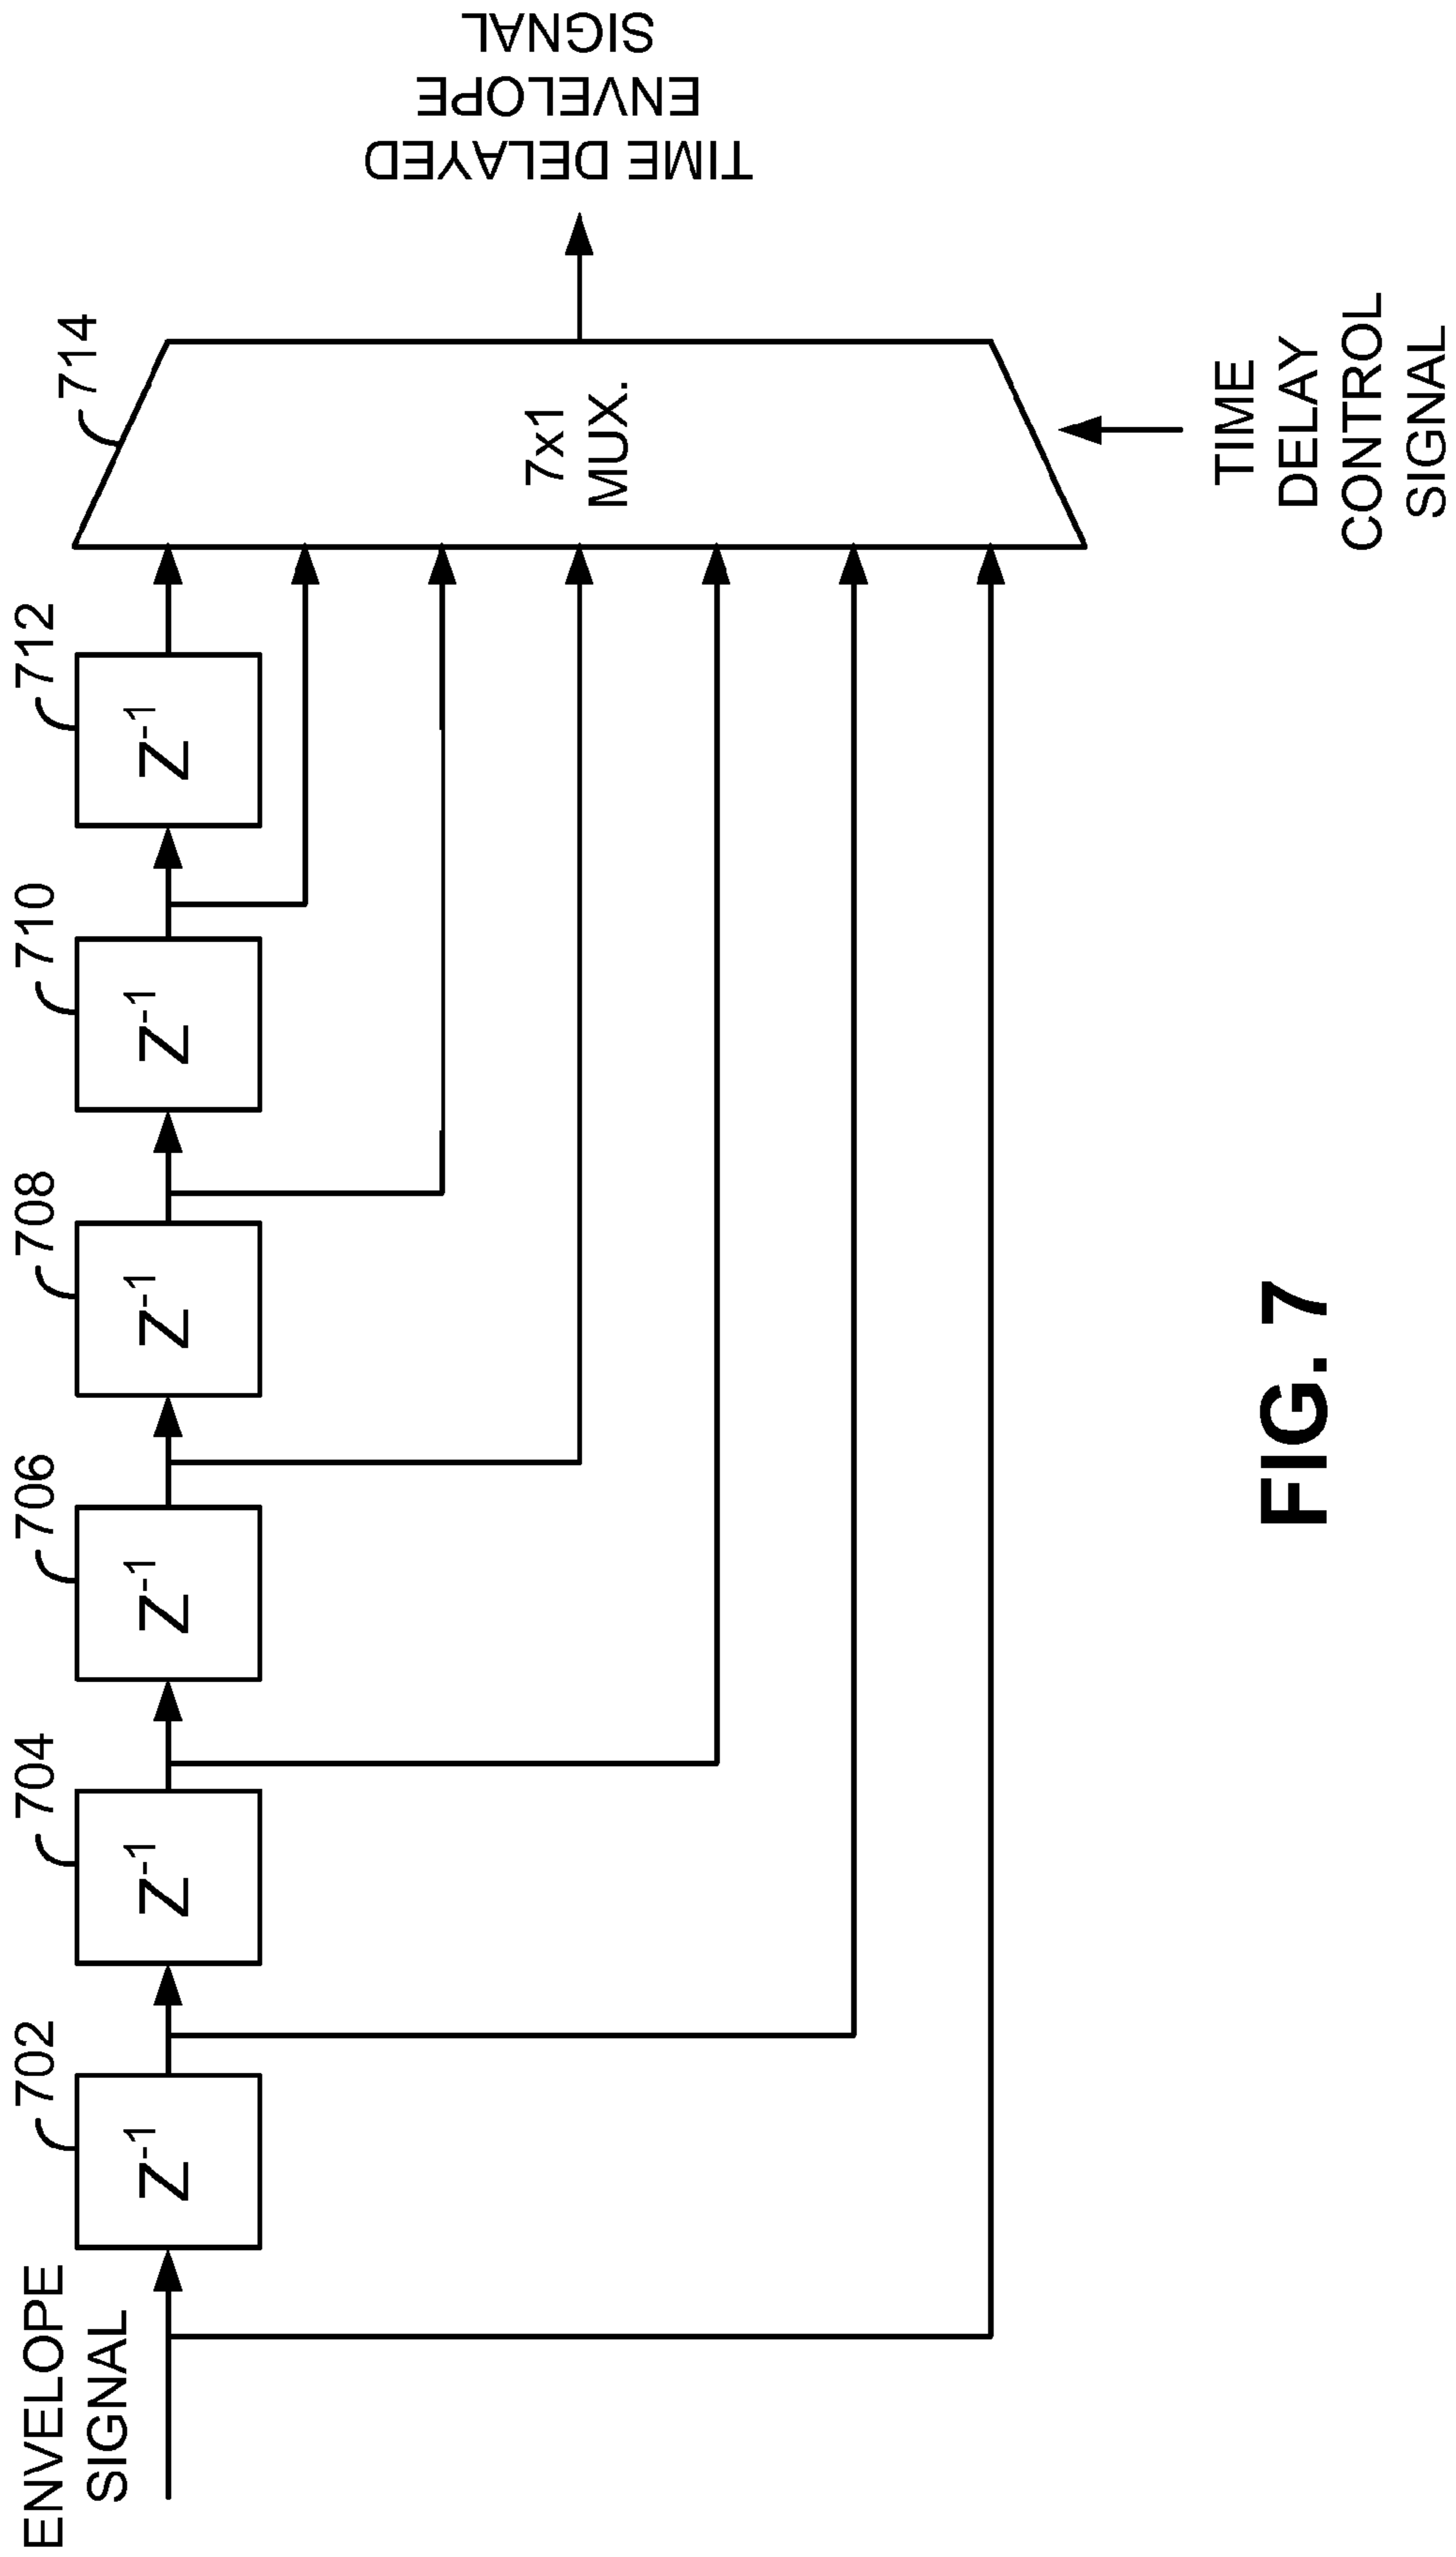 ENVELOPE
SIGNAL
702
Z-1
704
Z-1
706
Z-1
708
Z-1
710
Z-1
712
Z-1
714
7x1
MUX.
TIME DELAYED
ENVELOPE
SIGNAL
TIME
DELAY
CONTROL
SIGNAL
FIG. 7